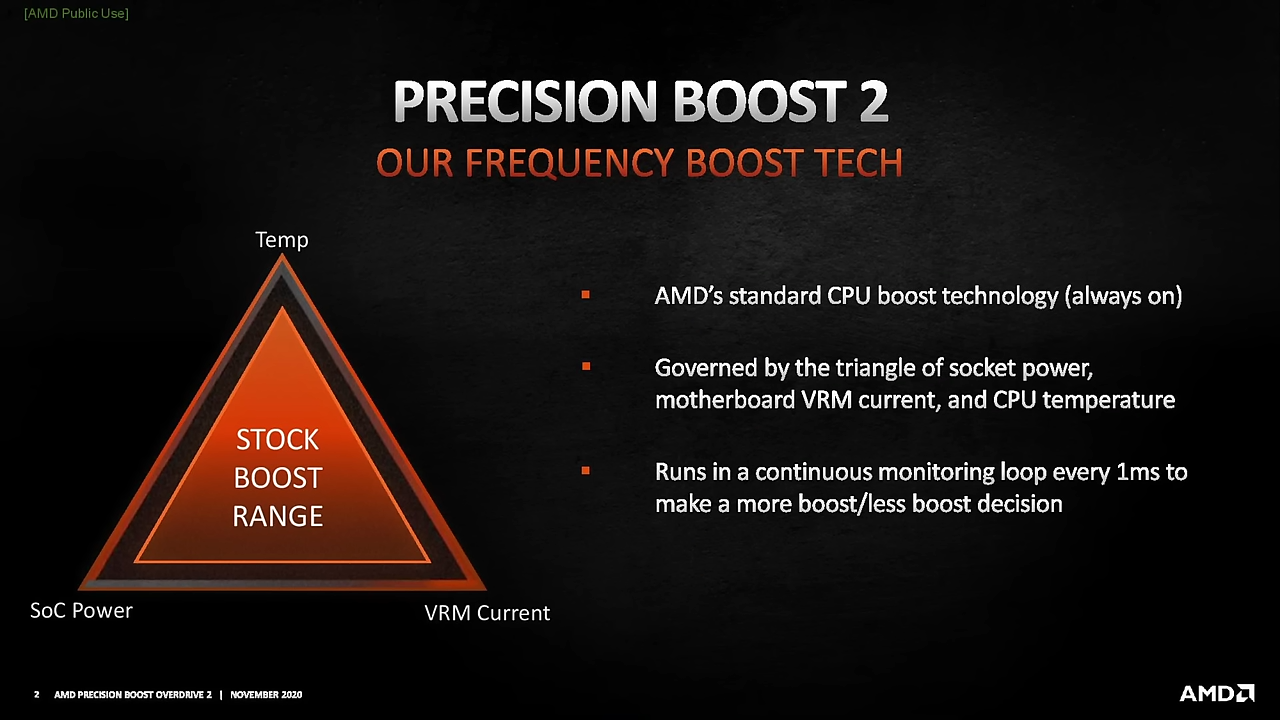 [AMD Public Use]
PRECISION BOOST 2
OUR FREQUENCY BOOST TECH
Temp
STOCK
BOOST
RANGE
SoC Power
VRM Current
▪ AMD’s standard CPU boost technology (always on)
▪ Governed by the triangle of socket power,
motherboard VRM current, and CPU temperature
▪ Runs in a continuous monitoring loop every 1ms to
make a more boost/less boost decision
2 AMD PRECISION BOOST OVERDRIVE 2 | NOVEMBER 2020
AMD